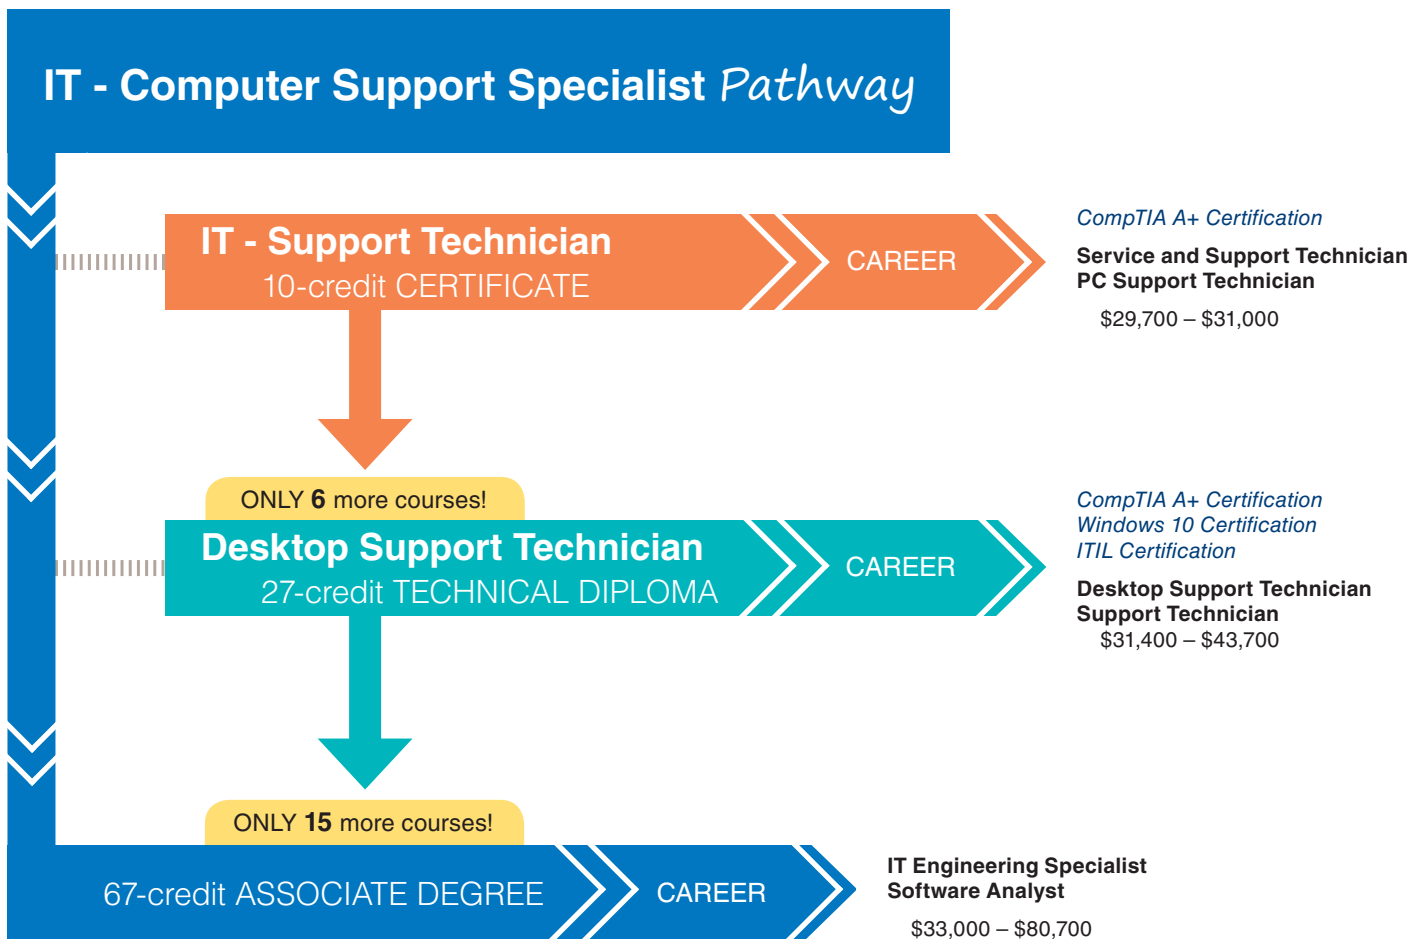 IT - Computer Support Specialist Pathway
IT - Support Technician
10-credit CERTIFICATE
CAREER
CompTIA A+ Certification
Service and Support Technician
PC Support Technician
$29,700 – $31,000
ONLY 6 more courses!
Desktop Support Technician
27-credit TECHNICAL DIPLOMA
CAREER
CompTIA A+ Certification
Windows 10 Certification
ITIL Certification
Desktop Support Technician
Support Technician
$31,400 – $43,700
ONLY 15 more courses!
67-credit ASSOCIATE DEGREE
CAREER
IT Engineering Specialist
Software Analyst
$33,000 – $80,700